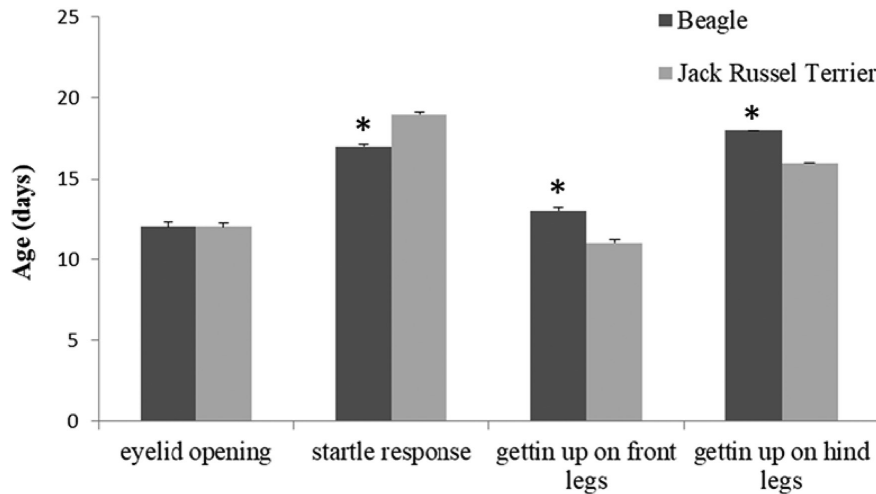 25
Beagle
Jack Russel Terrier
20
*
*
*
15
10
5
0
Age (days)
eyelid opening
startle response
gettin up on front
legs
gettin up on hind
legs